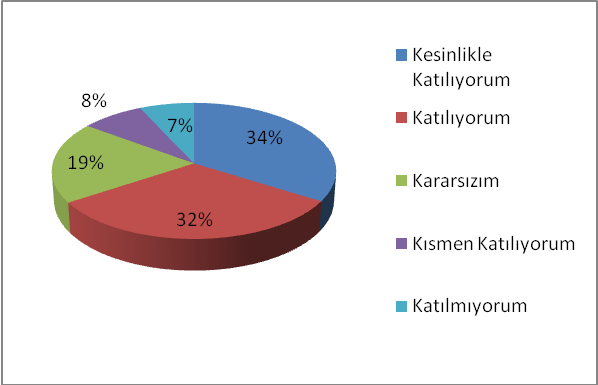 Kesinlikle
Katılıyorum
Katılıyorum
Kararsızım
Kısmen Katılıyorum
Katılmıyorum
34%
32%
19%
8%
7%